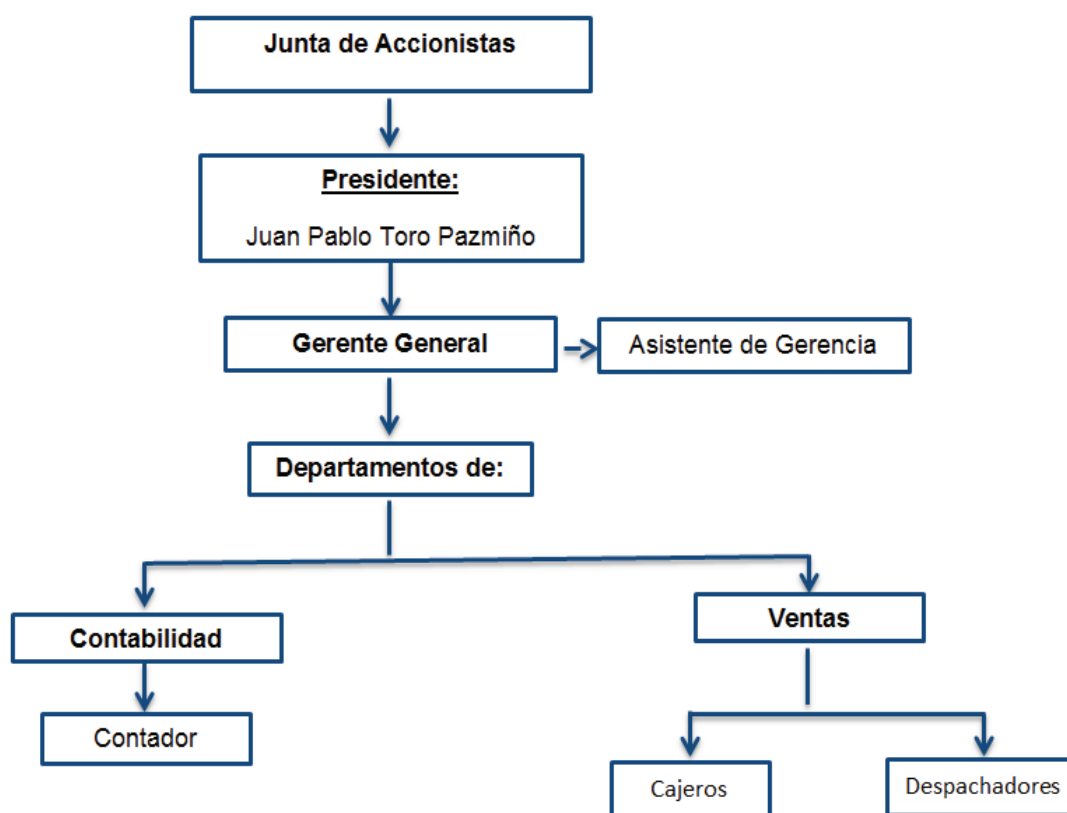 Junta de Accionistas
Presidente:
Juan Pablo Toro Pazmiño
Gerente General
Asistente de Gerencia
Departamentos de:
Contabilidad
Ventas
Contador
Cajeros
Despachadores